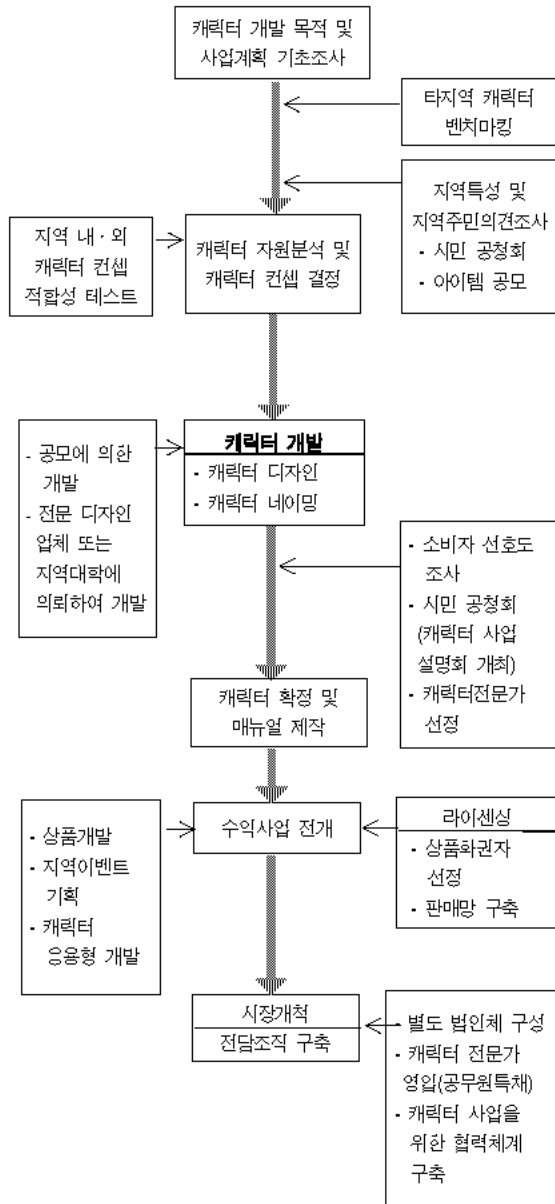 캐릭터 개발 목적 및
사업계획 기초조사
타지역 캐릭터
벤치마킹
지역특성 및
지역주민의견조사
- 시민 공청회
- 아이템 공모
지역 내·외
캐릭터 컨셉
적합성 테스트
캐릭터 자원분석 및
캐릭터 컨셉 결정
캐릭터 개발
- 캐릭터 디자인
- 캐릭터 네이밍
- 공모에 의한
개발
- 전문 디자인
업체 또는
지역대학에
의뢰하여 개발
- 소비자 선호도
조사
- 시민 공청회
(캐릭터 사업
설명회 개최)
- 캐릭터전문가
선정
캐릭터 확정 및
매뉴얼 제작
수익사업 전개
- 상품개발
- 지역이벤트
기획
- 캐릭터
응용형 개발
라이센싱
- 상품화권자
선정
- 판매망 구축
시장개척
전담조직 구축
- 별도 법인체 구성
- 캐릭터 전문가
영입(공무원특채)
- 캐릭터 사업을
위한 협력체계
구축